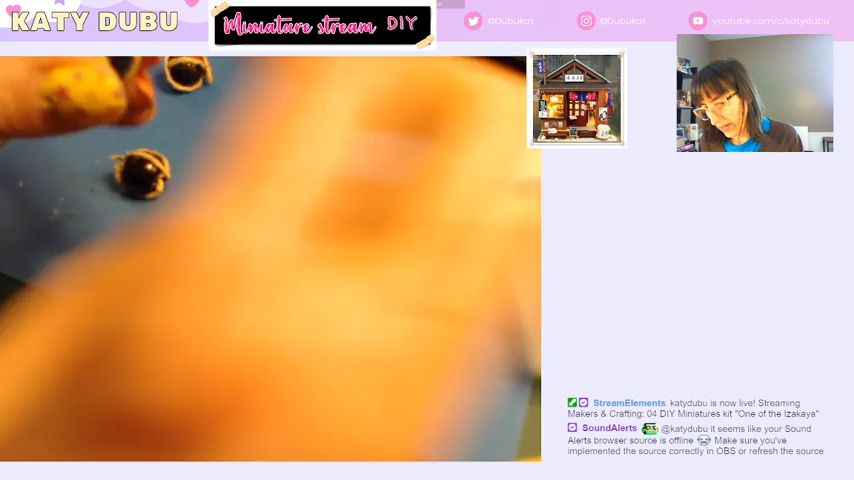 KATY DUBU
Miniature stream DIY
@Dubukat
@Dubukat
youtube.com/c/katydubu
StreamElements katydubu is now live! Streaming
Makers & Crafting: 04 DIY Miniatures kit "One of the Izakaya"
SoundAlerts @katydubu it seems like your Sound
Alerts browser source is offline Make sure you've
implemented the source correctly in OBS or refresh the source